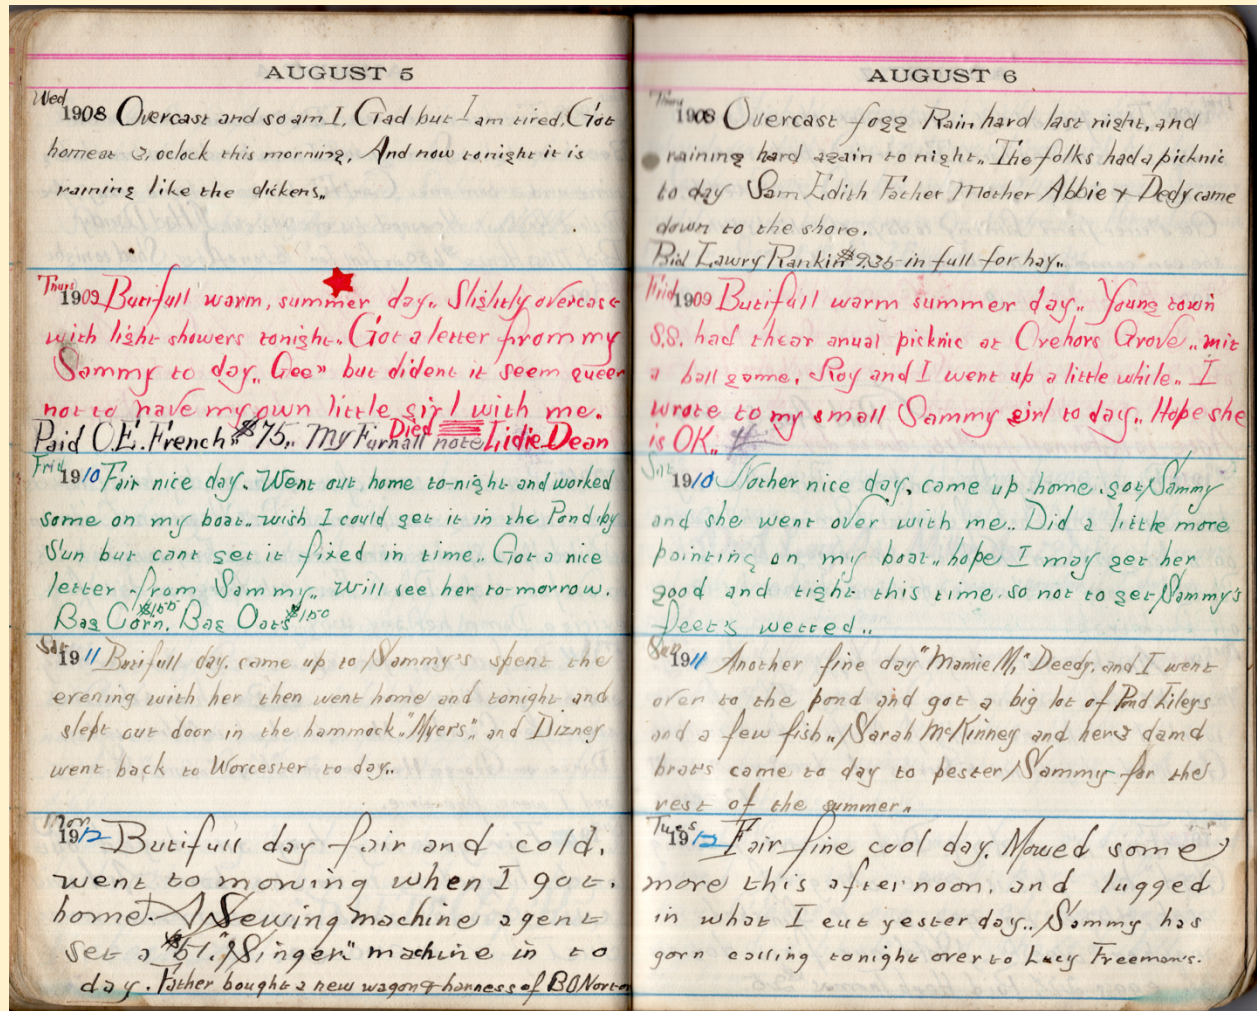 AUGUST 5
Wed
1908 Overcast and so am I, Glad but I am tired. Got
home at 3, oclock this morning, And now tonight it is
raining like the dickens„
Thurs
1909 Butifull warm, summer day„ Slightly overcast
with light showers tonight„ Got a letter from my
Sammy to day„ Gee" but dident it seem queer
not to have my own little girl with me.
Paid O.E. French„ $75„ My Furnall note Died Lidie Dean
Frid
1910 Fair nice day. Went out home to-night and worked
some on my boat„ wish I could get it in the Pond by
Sun but cant get it fixed in time„ Got a nice
letter from Sammy„ Will see her to-morrow.
Bag Corn. $1.55 Bag Oats $1.50
Sat
1911 Butifull day. came up to Sammy's spent the
evening with her then went home and tonight and
slept out door in the hammock„ "Myers„ and Dizney
went back to Worcester to day„
Mon
1912 Butifull day fair and cold.
went to mowing when I got.
home. A Sewing machine agent
set a $51. "Singer" machine in to
day. Father bought a new wagon & harness of BO Norton
AUGUST 6
Thur
1908 Overcast fogg Rain hard last night, and
raining hard again to night„ The folks had a picknic
to day Sam Edith Father Mother Abbie & Dedy came
down to the shore.
Paid Lawry Rankin $9.35 in full for hay„
Frid
1909 Butifull warm summer day„ Young town
S.S. had thear anual picknic at Orehors Grove„ mit
a ball game. Roy and I went up a little while„ I
wrote to my small Sammy girl to day„ Hope she
is OK„
Sat
1910 Nother nice day, came up home. got Sammy
and she went over with me„ Did a little more
painting on my boat„ hope I may get her
good and tight this time. so not to get Sammy's
feet's wetted„
Sun
1911 Another fine day "Mamie M," Deedy. and I went
over to the pond and got a big lot of Pond Lileys
and a few fish„ Sarah McKinney and her 3 damd
brats came to day to pester Sammy for the
rest of the summer„
Tues
1912 Fair fine cool day. Mowed some
more this afternoon, and lugged
in what I cut yesterday„ Sammy has
gorn calling tonight over to Lucy Freeman's.